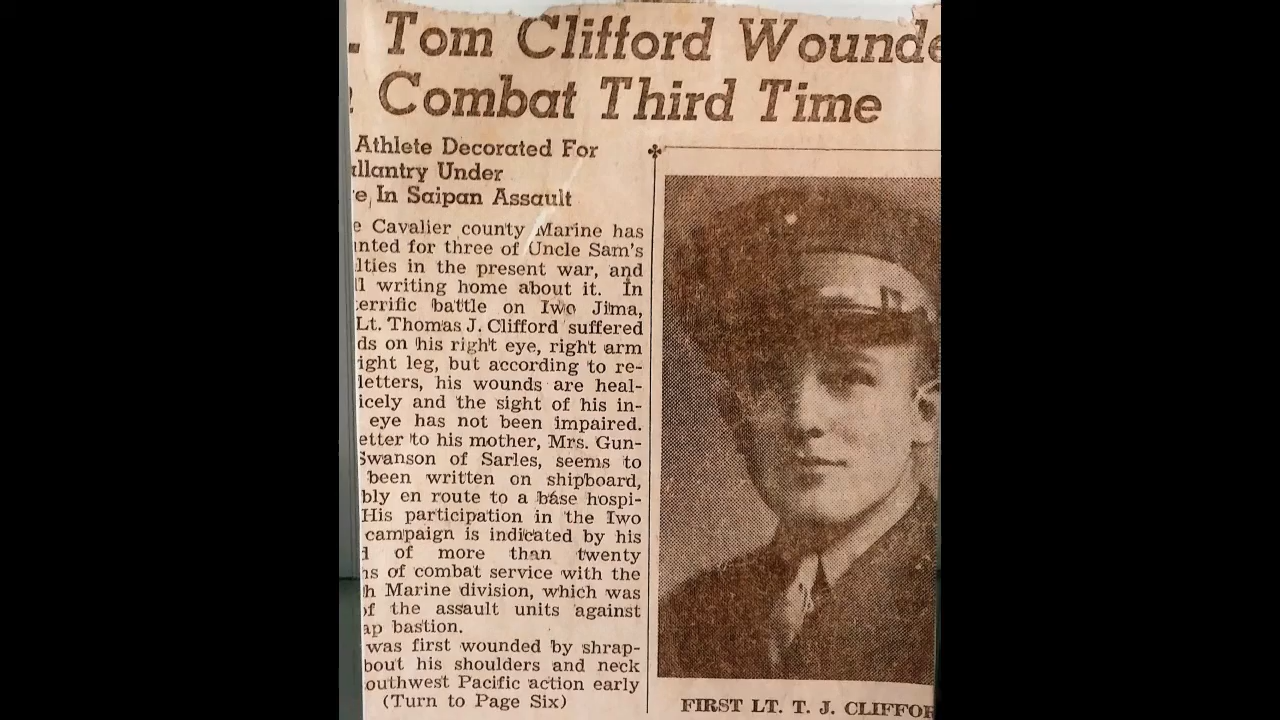 . Tom Clifford Wounde
Combat Third Time
Athlete Decorated For
allantry Under
e In Saipan Assault
e Cavalier county Marine has
nted for three of Uncle Sam's
lties in the present war, and
l writing home about it. In
errific battle on Iwo Jima,
Lt. Thomas J. Clifford suffered
ds on his right eye, right arm
ight leg, but according to re-
letters, his wounds are heal-
icely and the sight of his in-
eye has not been impaired.
etter to his mother, Mrs. Gun-
Swanson of Sarles, seems to
been written on shipboard,
bly en route to a base hospi-
His participation in the Iwo
campaign is indicated by his
d of more than twenty
hs of combat service with the
h Marine division, which was
of the assault units against
ap bastion.
was first wounded by shrap-
bout his shoulders and neck
outhwest Pacific action early
(Turn to Page Six)
FIRST LT. T. J. CLIFFOR